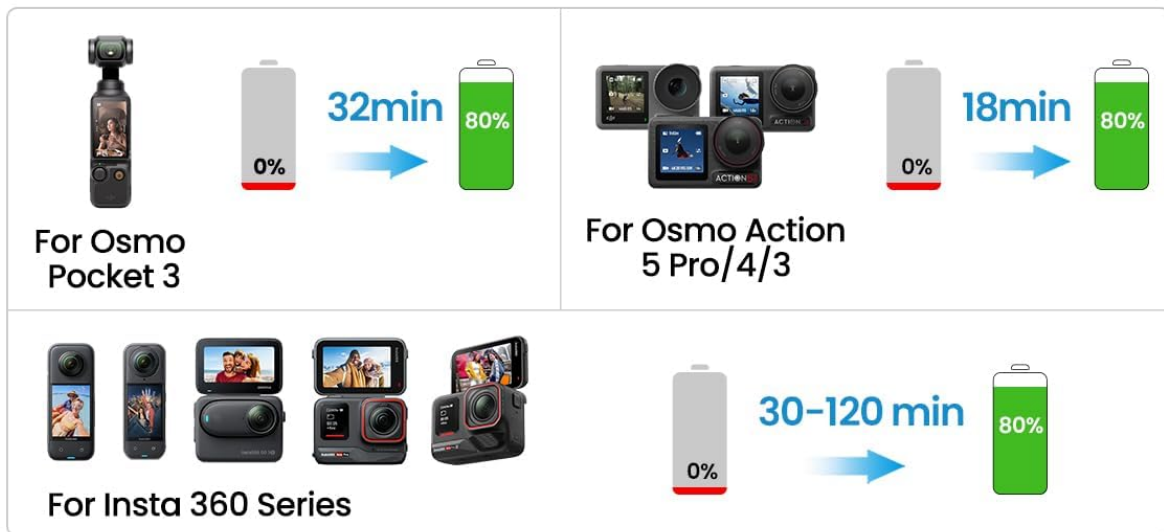 0%
32min
80%
For Osmo
Pocket 3
ACTION
0%
18min
80%
For Osmo Action
5 Pro/4/3
0%
30-120 min
80%
For Insta 360 Series